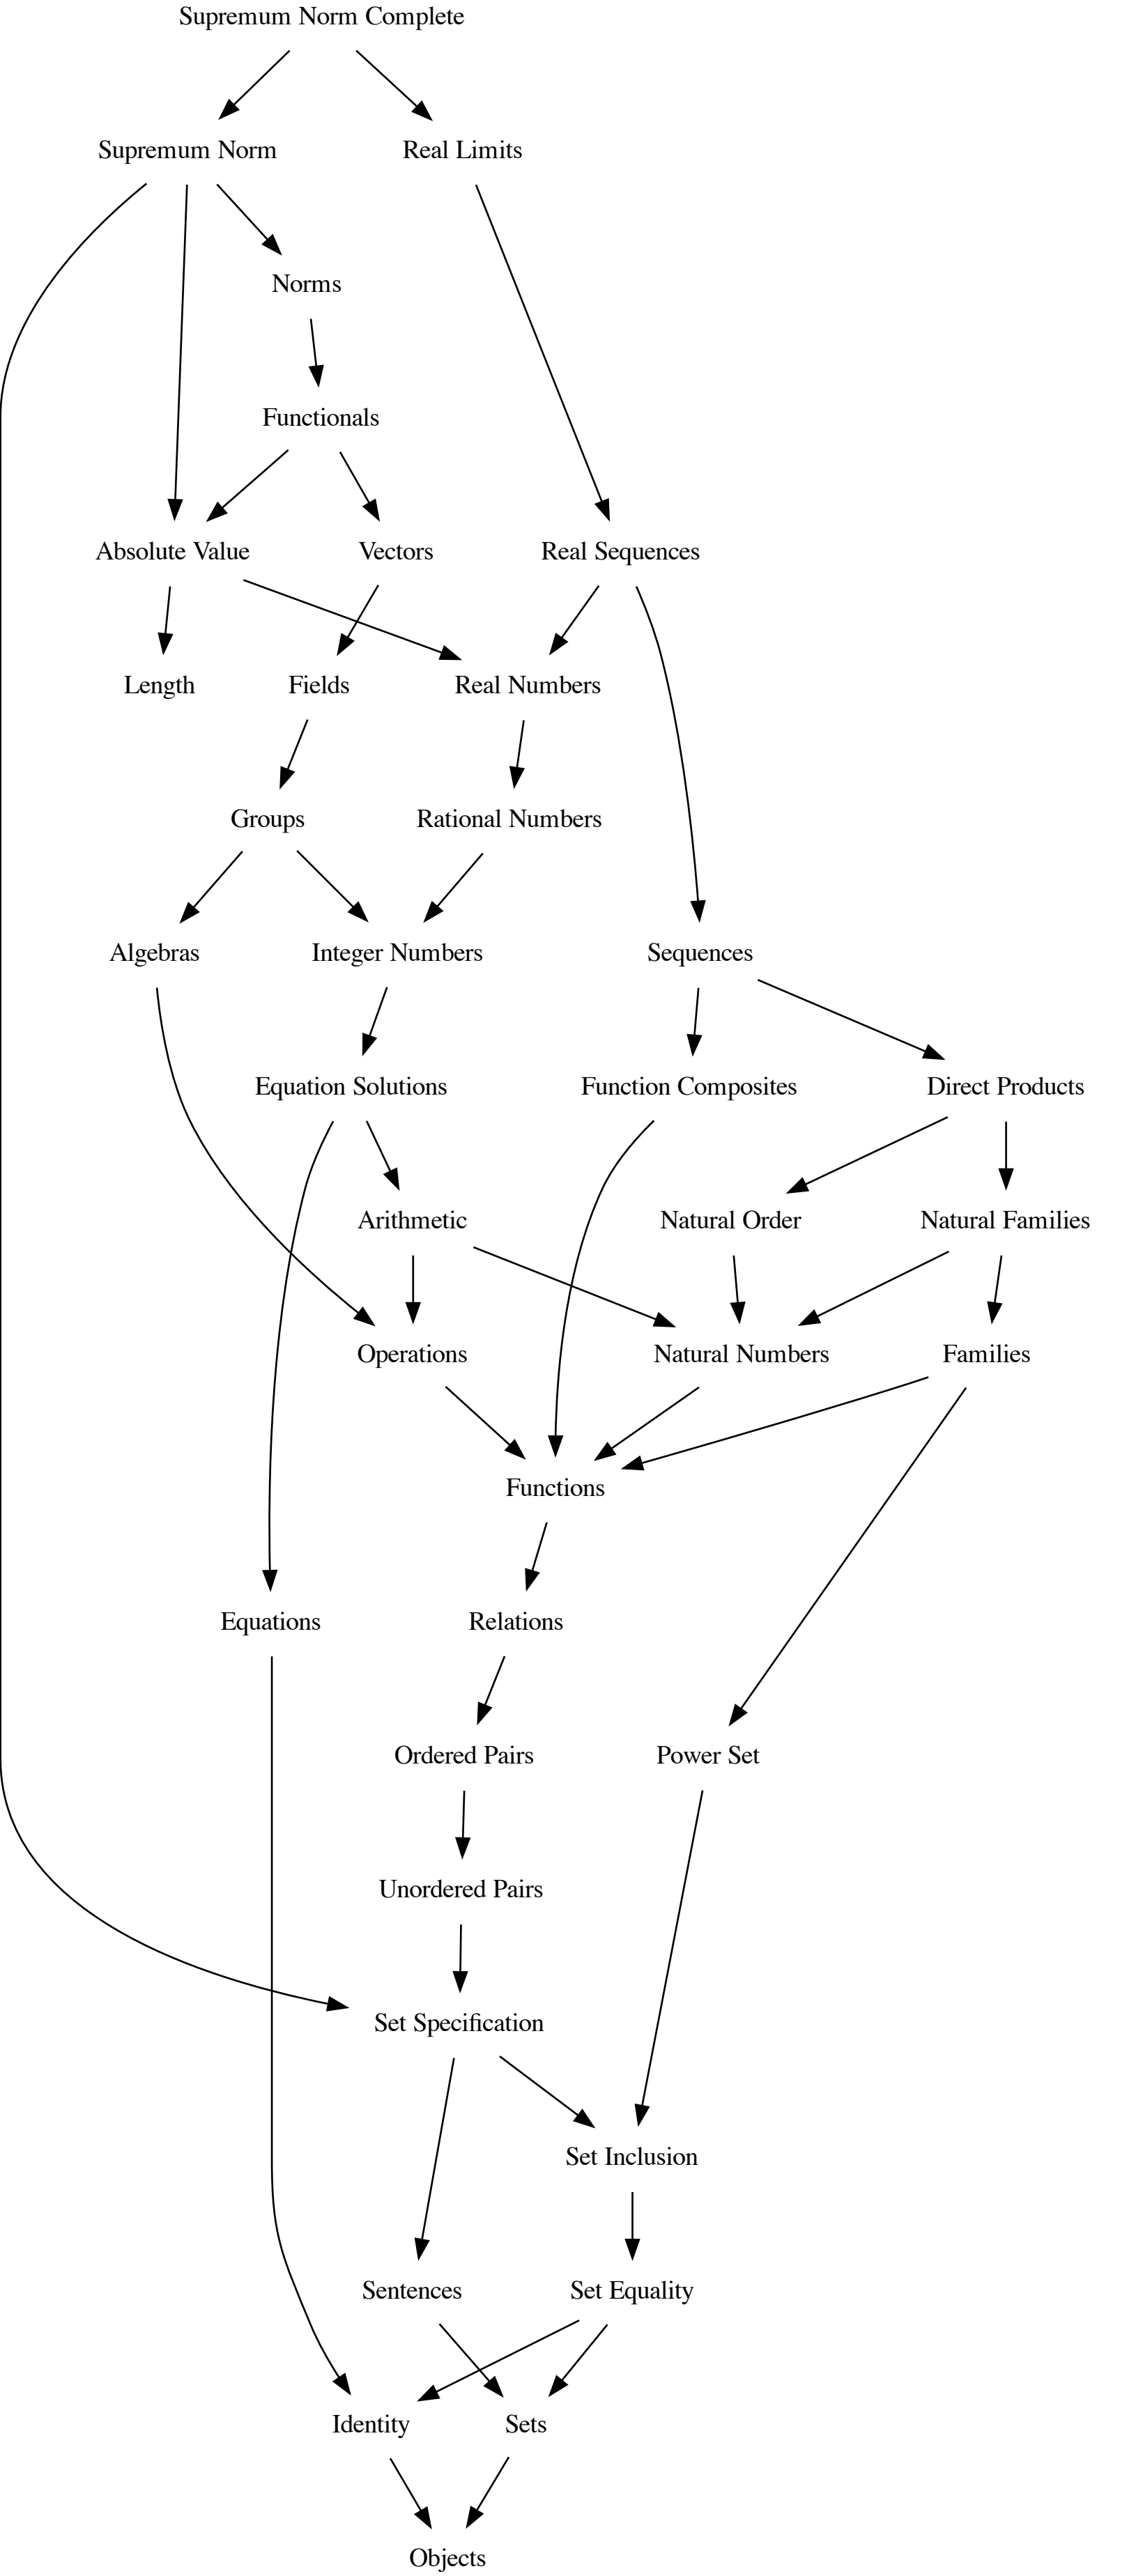 Supremum Norm Complete
Supremum Norm
Real Limits
Norms
Functionals
Absolute Value
Vectors
Real Sequences
Length
Fields
Real Numbers
Groups
Rational Numbers
Algebras
Integer Numbers
Sequences
Equation Solutions
Function Composites
Direct Products
Arithmetic
Natural Order
Natural Families
Operations
Natural Numbers
Families
Functions
Equations
Relations
Ordered Pairs
Power Set
Unordered Pairs
Set Specification
Set Inclusion
Sentences
Set Equality
Identity
Sets
Objects